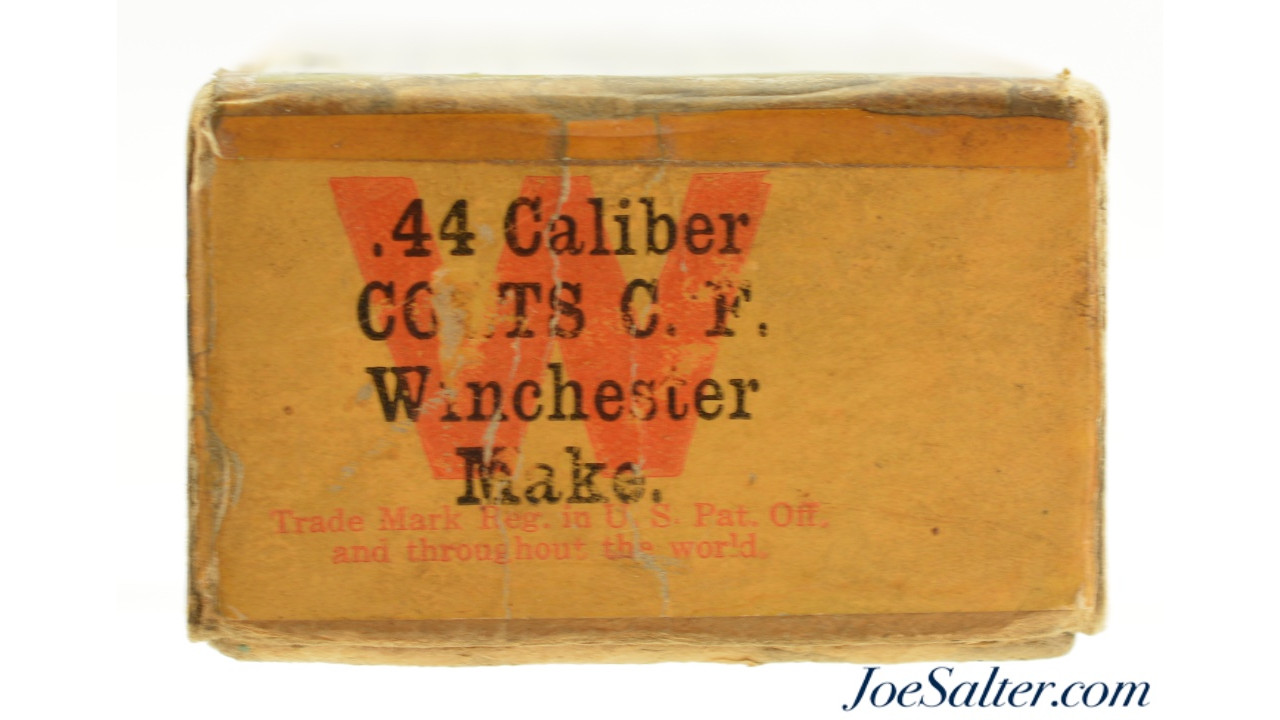 W
.44 Caliber
COLTS C. F.
Winchester
Make.
Trade Mark Reg. in U. S. Pat. Off.
and throughout the world.
JoeSalter.com